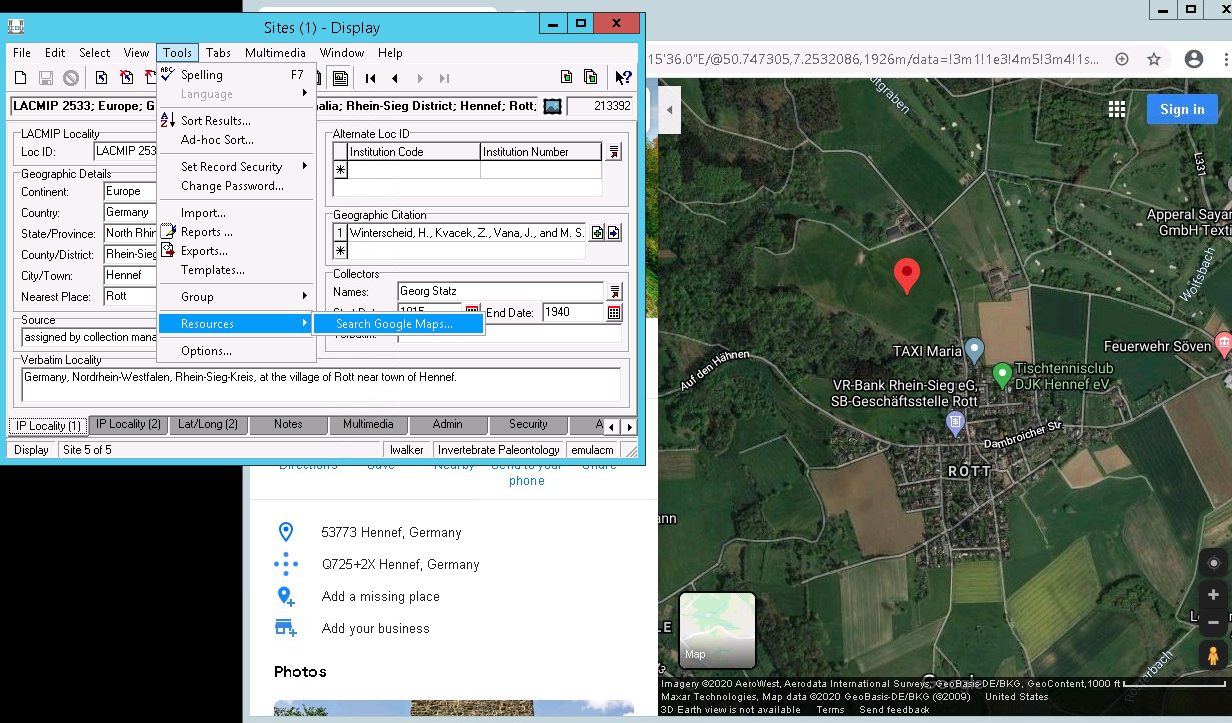 Sites (1) - Display
File Edit Select View Tools Tabs Multimedia Window Help
Spelling F7
Language
Sort Results...
Ad-hoc Sort...
Set Record Security
Change Password...
Import...
Reports ...
Exports...
Templates...
Group
Resources
Search Google Maps...
Options...
LACMIP 2533; Europe; G
halia; Rhein-Sieg District; Hennef; Rott;
213392
LACMIP Locality
Loc ID: LACMIP 253
Geographic Details
Continent: Europe
Country: Germany
State/Province: North Rhin
County/District: Rhein-Sieg
City/Town: Hennef
Nearest Place: Rott
Source
assigned by collection mana
Alternate Loc ID
Institution Code Institution Number
Geographic Citation
1 Winterscheid, H., Kvacek, Z., Vana, J., and M. S.
Collectors
Names: Georg Statz
1915 End Date: 1940
Verbatim Locality
Germany, Nordrhein-Westfalen, Rhein-Sieg-Kreis, at the village of Rott near town of Hennef.
IP Locality (1) IP Locality (2) Lat/Long (2) Notes Multimedia Admin Security A
Display Site 5 of 5 lwalker Invertebrate Paleontology emulacm
15'36.0"E/@50.747305,7.2532086,1926m/data=!3m1!1e3!4m5!3m4!1s...
Sign in
Directions Save Nearby Send to your phone Share
53773 Hennef, Germany
Q725+2X Hennef, Germany
Add a missing place
Add your business
Photos
L331
Apperal Sayan
GmbH Texti
Wolfsbach
TAXI Maria
Feuerwehr Söven
Auf den Hähnen
Tischtennisclub
DJK Hennef eV
VR-Bank Rhein-Sieg eG,
SB-Geschäftsstelle Rott
Dambroicher Str.
ROTT
Map
Imagery ©2020 AeroWest, Aerodata International Surveys, GeoBasis-DE/BKG, GeoContent, 1000 ft
Maxar Technologies, Map data ©2020 GeoBasis-DE/BKG (©2009) United States
3D Earth view is not available Terms Send feedback